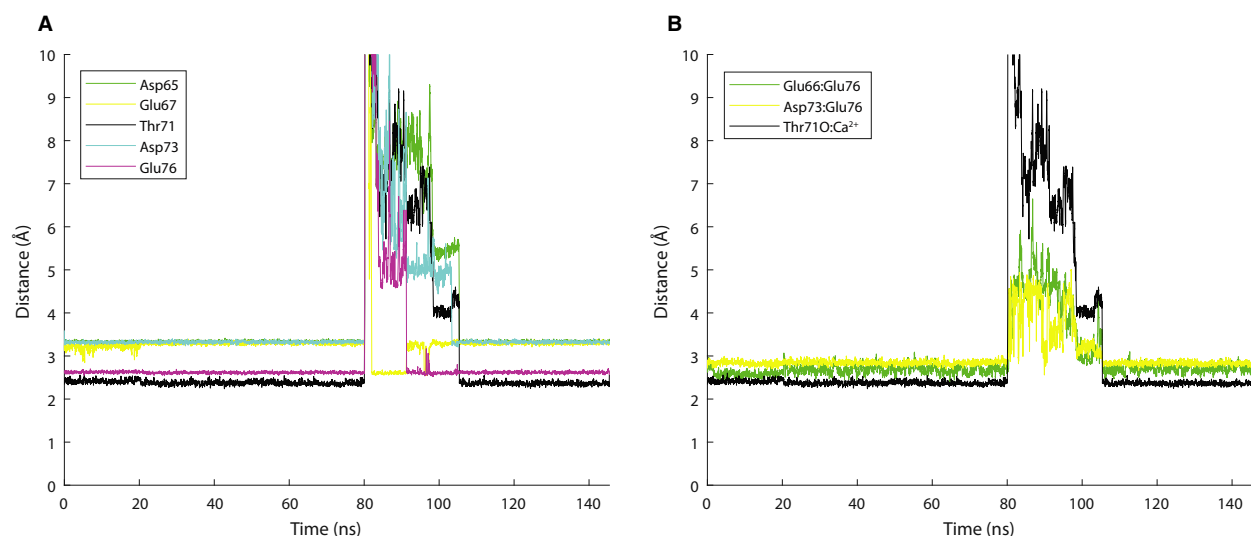 A
10
9
8
7
6
5
4
3
2
1
0
Distance (Å)
Asp65
Glu67
Thr71
Asp73
Glu76
0
20
40
60
80
100
120
140
Time (ns)
B
10
9
8
7
6
5
4
3
2
1
0
Distance (Å)
Glu66:Glu76
Asp73:Glu76
Thr71O:Ca²⁺
0
20
40
60
80
100
120
140
Time (ns)